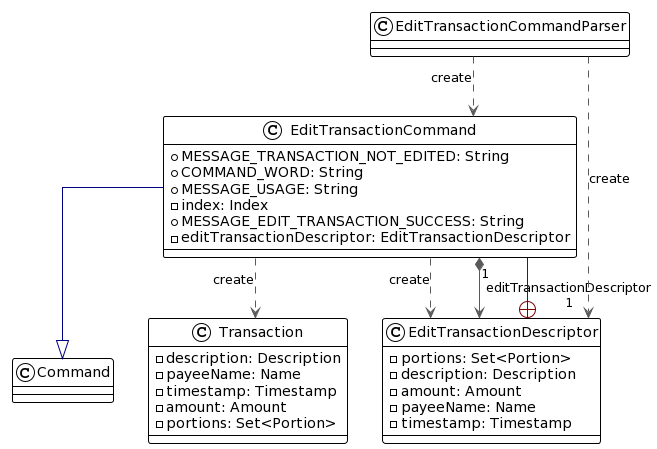 C EditTransactionCommandParser
create
C EditTransactionCommand
MESSAGE_TRANSACTION_NOT_EDITED: String
COMMAND_WORD: String
MESSAGE_USAGE: String
index: Index
MESSAGE_EDIT_TRANSACTION_SUCCESS: String
editTransactionDescriptor: EditTransactionDescriptor
create
create
create
1
editTransactionDescriptor
1
C Transaction
description: Description
payeeName: Name
timestamp: Timestamp
amount: Amount
portions: Set<Portion>
C EditTransactionDescriptor
portions: Set<Portion>
description: Description
amount: Amount
payeeName: Name
timestamp: Timestamp
C Command